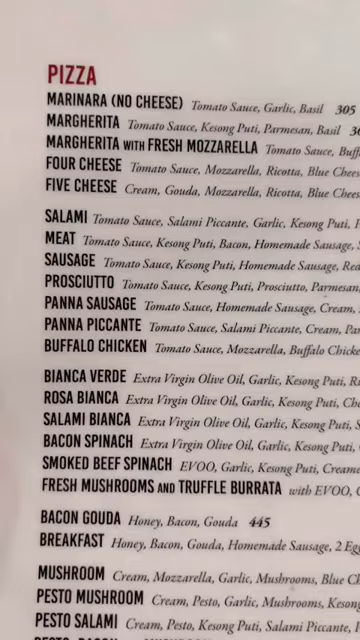 PIZZA
MARINARA (NO CHEESE) Tomato Sauce, Garlic, Basil 305
MARGHERITA Tomato Sauce, Kesong Puti, Parmesan, Basil
MARGHERITA WITH FRESH MOZZARELLA Tomato Sauce,
FOUR CHEESE Tomato Sauce, Mozzarella, Ricotta, Blue
FIVE CHEESE Cream, Gouda, Mozzarella, Ricotta, Blue
SALAMI Tomato Sauce, Salami Piccante, Garlic, Kesong Puti,
MEAT Tomato Sauce, Kesong Puti, Bacon, Homemade Sausage,
SAUSAGE Tomato Sauce, Kesong Puti, Homemade Sausage,
PROSCIUTTO Tomato Sauce, Kesong Puti, Prosciutto, Parmesan,
PANNA SAUSAGE Tomato Sauce, Homemade Sausage, Cream,
PANNA PICCANTE Tomato Sauce, Salami Piccante, Cream,
BUFFALO CHICKEN Tomato Sauce, Mozzarella, Buffalo
BIANCA VERDE Extra Virgin Olive Oil, Garlic, Kesong Puti,
ROSA BIANCA Extra Virgin Olive Oil, Garlic, Kesong Puti,
SALAMI BIANCA Extra Virgin Olive Oil, Garlic, Kesong Puti,
BACON SPINACH Extra Virgin Olive Oil, Garlic, Kesong Puti,
SMOKED BEEF SPINACH EVOO, Garlic, Kesong Puti,
FRESH MUSHROOMS AND TRUFFLE BURRATA with EVOO,
BACON GOUDA Honey, Bacon, Gouda 445
BREAKFAST Honey, Bacon, Gouda, Homemade Sausage, 2
MUSHROOM Cream, Mozzarella, Garlic, Mushrooms, Blue
PESTO MUSHROOM Cream, Pesto, Garlic, Mushrooms,
PESTO SALAMI Cream, Pesto, Kesong Puti, Salami Piccante,